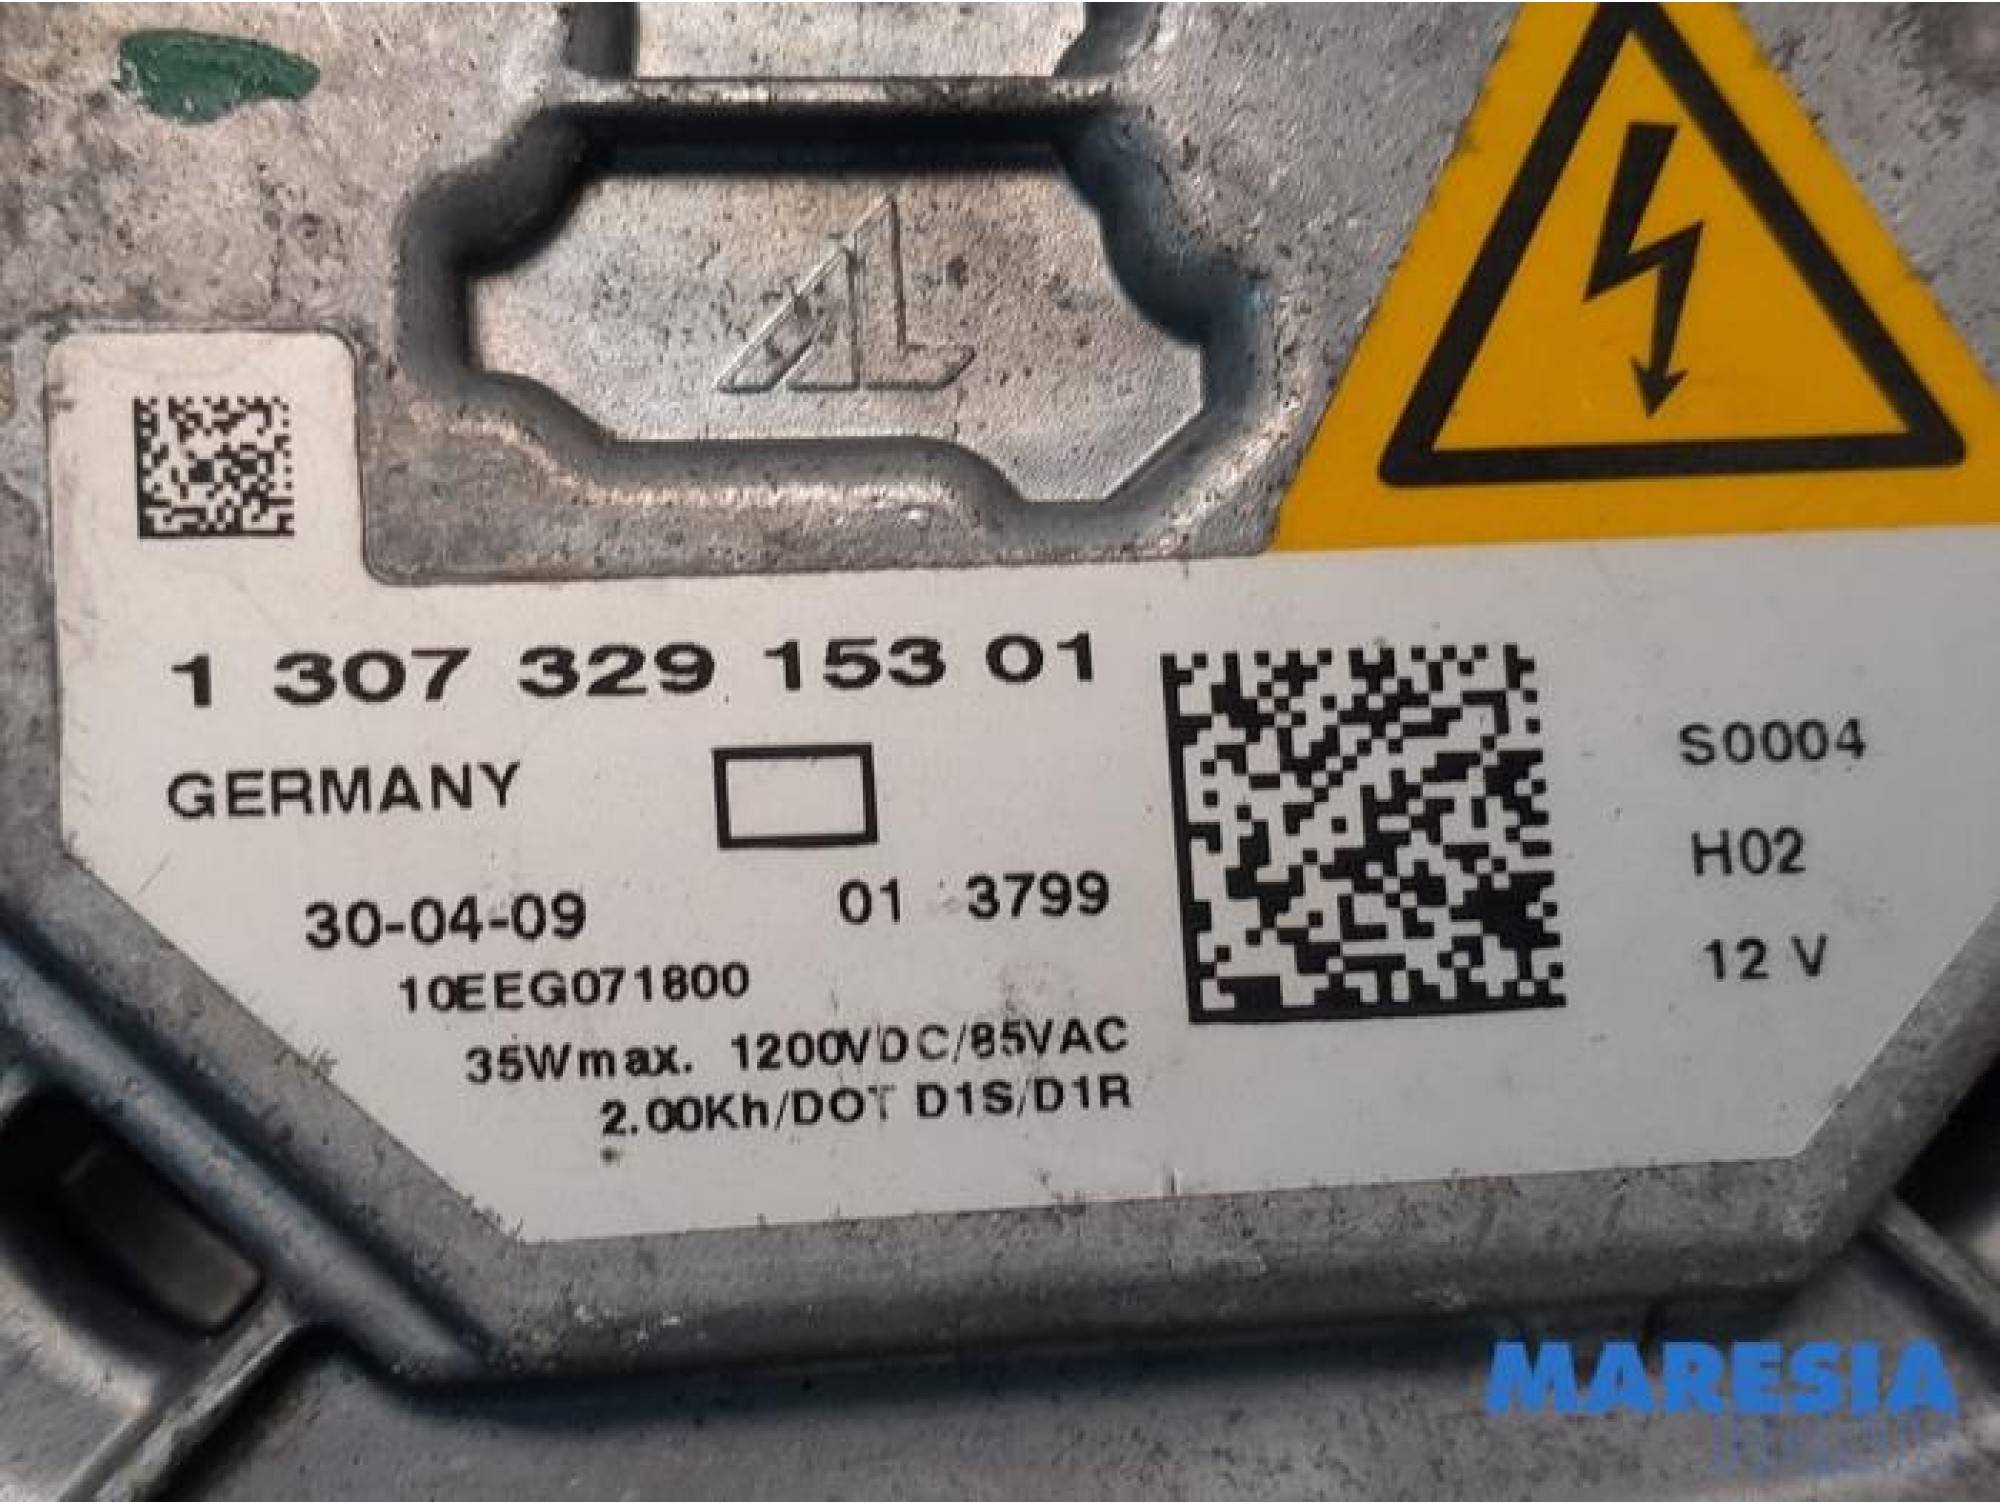 AL
1 307 329 153 01
GERMANY
30-04-09
01 3799
10EEG071800
35Wmax. 1200VDC/85VAC
2.00Kh/DOT D1S/D1R
S0004
H02
12 V
MARESIA